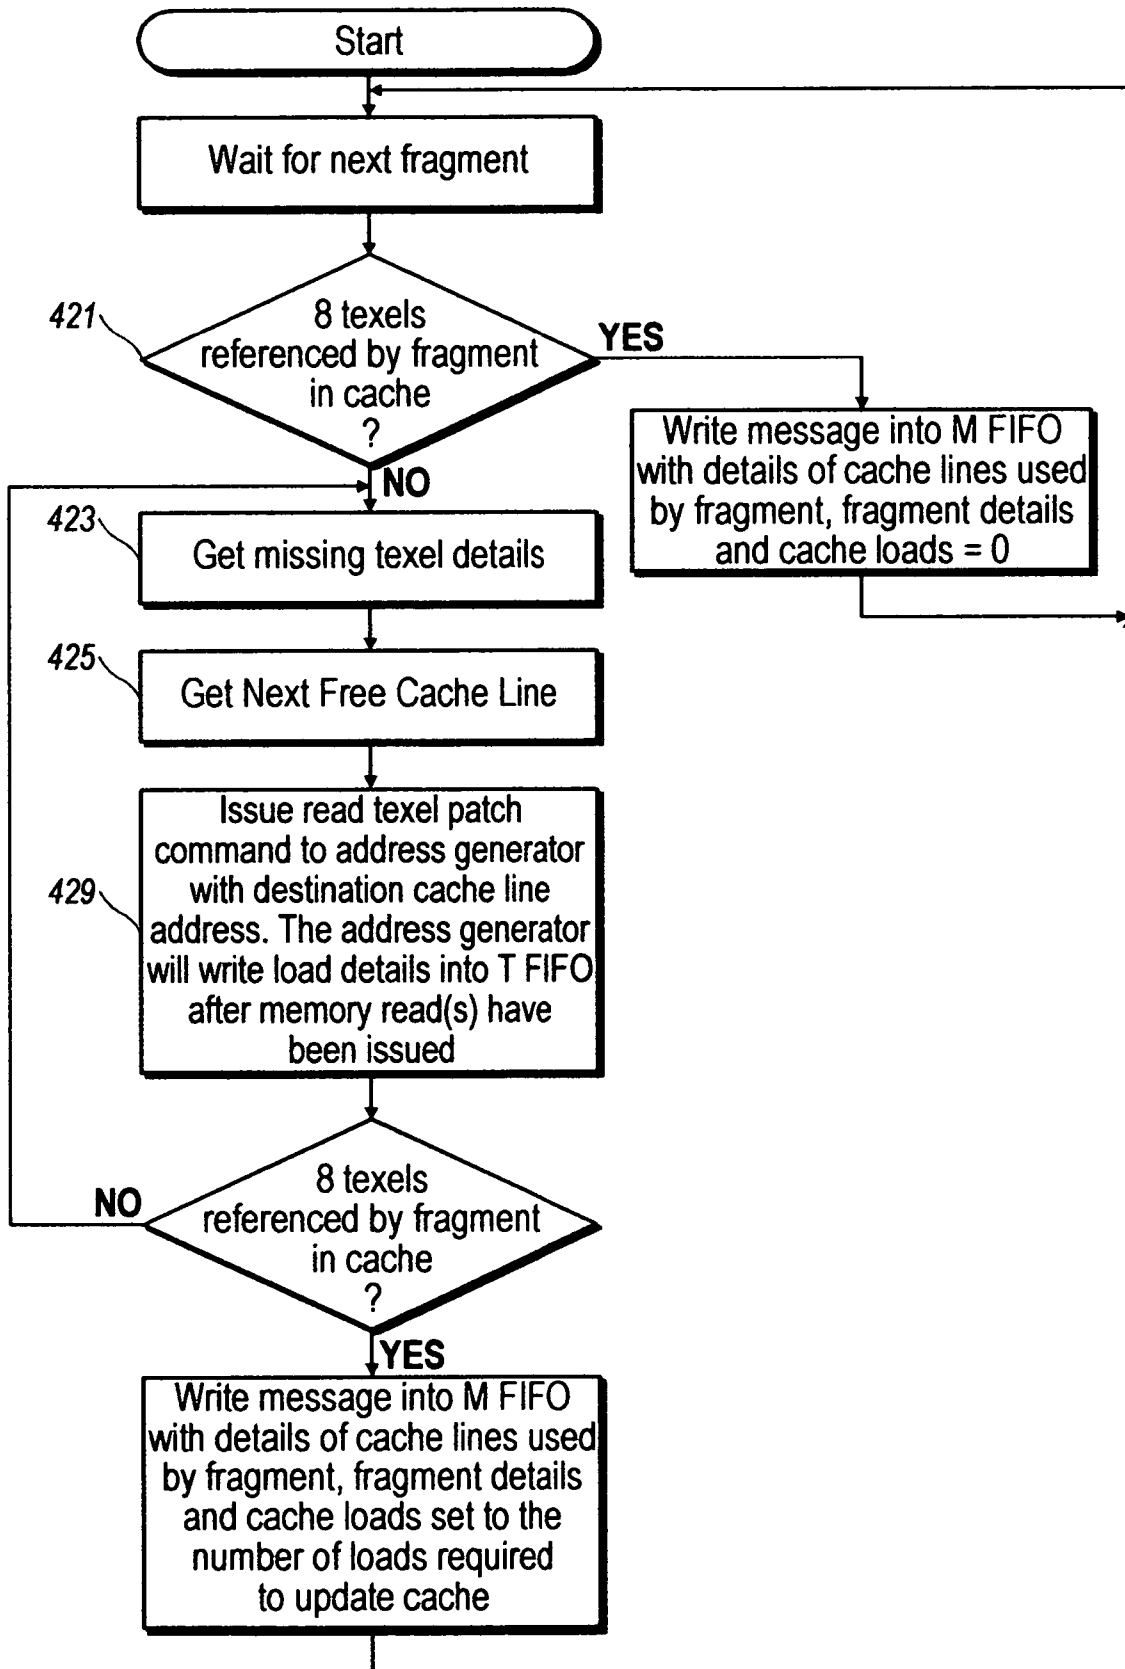 Start
Wait for next fragment
421
8 texels
referenced by fragment
in cache
?
YES
Write message into M FIFO
with details of cache lines used
by fragment, fragment details
and cache loads = 0
NO
423
Get missing texel details
425
Get Next Free Cache Line
429
Issue read texel patch
command to address generator
with destination cache line
address. The address generator
will write load details into T FIFO
after memory read(s) have
been issued
8 texels
referenced by fragment
in cache
?
NO
YES
Write message into M FIFO
with details of cache lines used
by fragment, fragment details
and cache loads set to the
number of loads required
to update cache